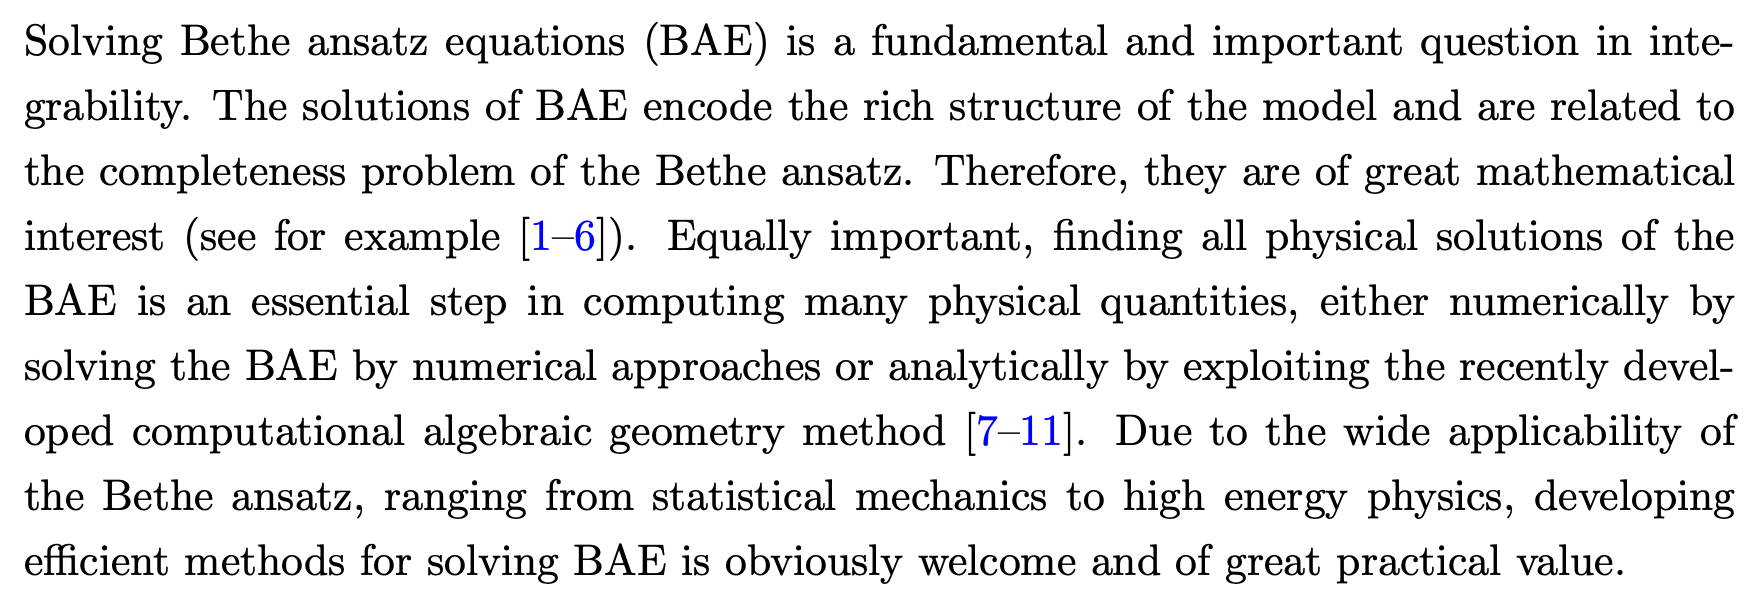 Solving Bethe ansatz equations (BAE) is a fundamental and important question in inte-
grability. The solutions of BAE encode the rich structure of the model and are related to
the completeness problem of the Bethe ansatz. Therefore, they are of great mathematical
interest (see for example [1–6]). Equally important, finding all physical solutions of the
BAE is an essential step in computing many physical quantities, either numerically by
solving the BAE by numerical approaches or analytically by exploiting the recently devel-
oped computational algebraic geometry method [7–11]. Due to the wide applicability of
the Bethe ansatz, ranging from statistical mechanics to high energy physics, developing
efficient methods for solving BAE is obviously welcome and of great practical value.